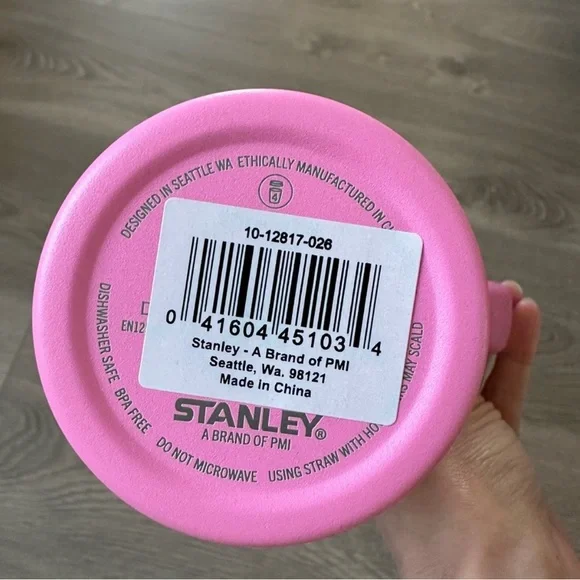 DESIGNED IN SEATTLE WA ETHICALLY MANUFACTURED IN
4
10-12817-026
0 41604 45103 4
Stanley - A Brand of PMI
Seattle, Wa. 98121
Made in China
EN12
STANLEY®
A BRAND OF PMI
DISHWASHER SAFE BPA FREE DO NOT MICROWAVE USING STRAW WITH MAY SCALD